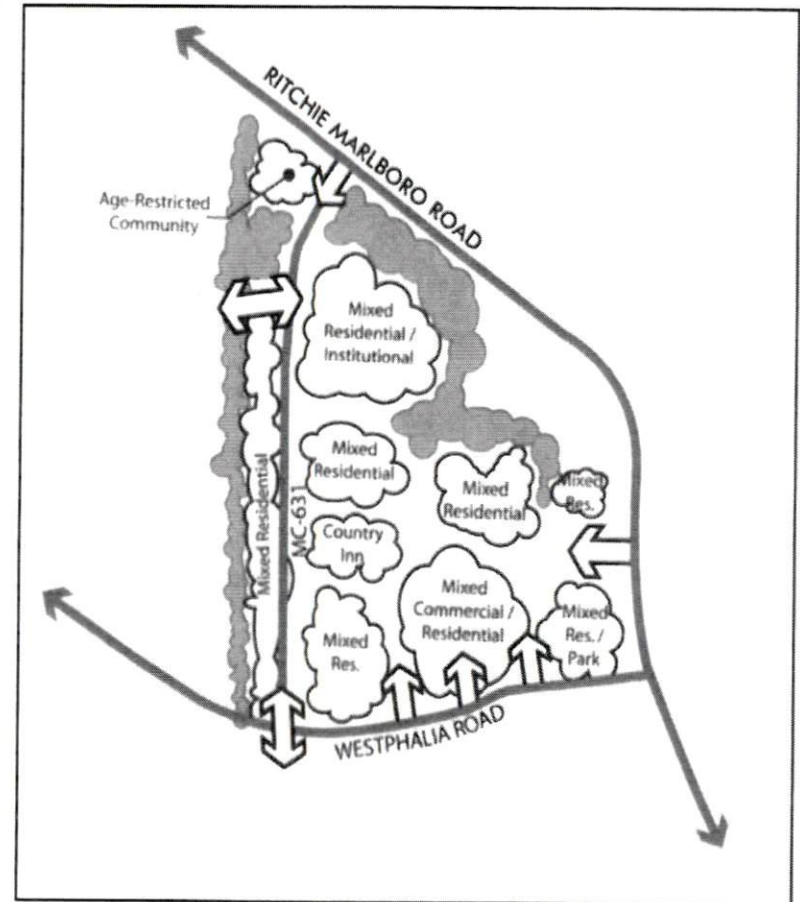 RITCHIE MARLBORO ROAD
Age-Restricted
Community
Mixed
Residential /
Institutional
Mixed
Residential
Mixed
Residential
Mixed
Res.
Mixed Residential
MC-631
Country
Inn
Mixed
Commercial /
Residential
Mixed
Res. /
Park
Mixed
Res.
WESTPHALIA ROAD